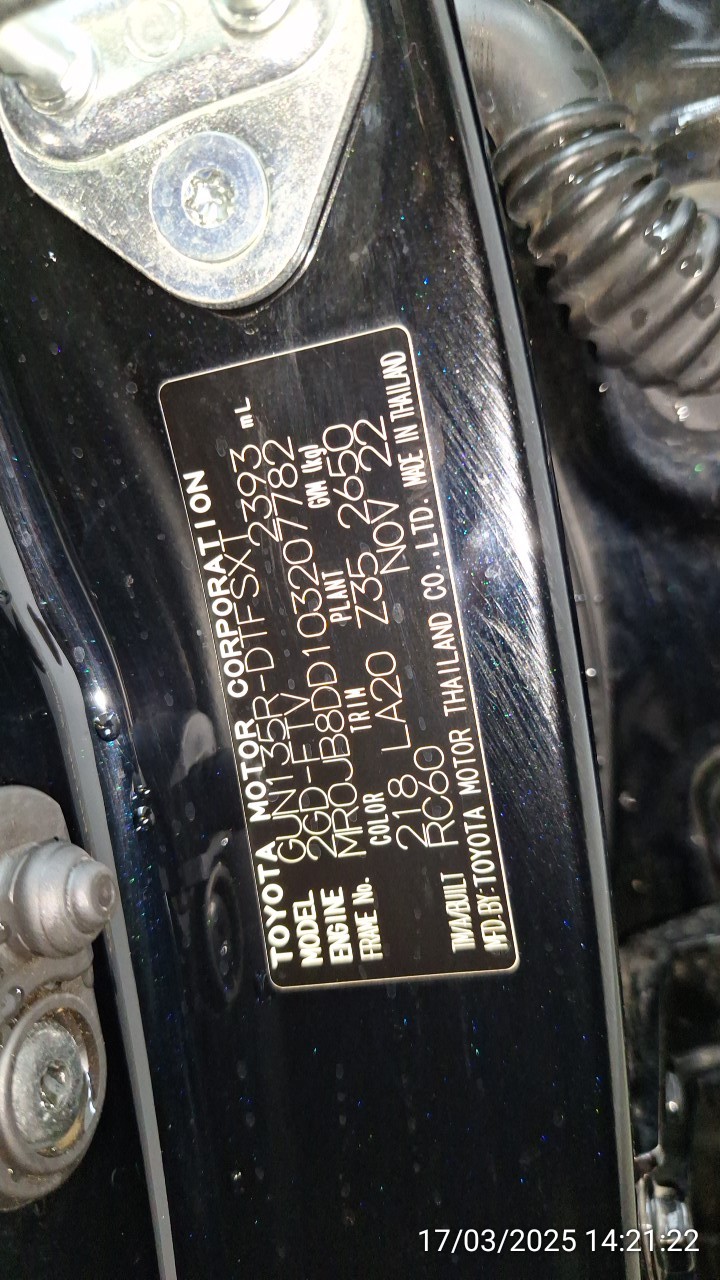 TOYOTA MOTOR CORPORATION
MODEL GUN135R-DTFSXT
ENGINE 2GD-FTV 2393 mL
FRAME No. MR0JB8DD103207782
COLOR TRIM PLANT GVM (kg)
218 LA20 Z35 2650
TM/A/BUILT RC60 NOV 22
MFD.BY:TOYOTA MOTOR THAILAND CO.,LTD. MADE IN THAILAND
17/03/2025 14:21:22